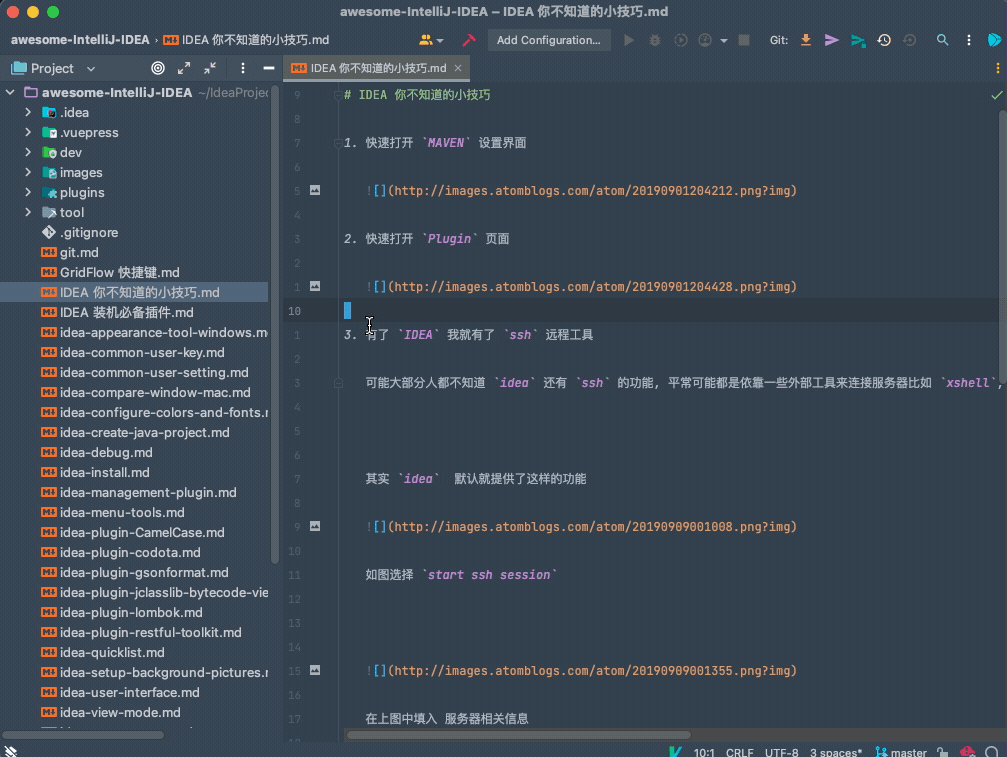 awesome-IntelliJ-IDEA – IDEA 你不知道的小技巧.md
awesome-IntelliJ-IDEA › IDEA 你不知道的小技巧.md
Add Configuration...
Git:
Project
IDEA 你不知道的小技巧.md
awesome-IntelliJ-IDEA ~/IdeaProjec
.idea
.vuepress
dev
images
plugins
tool
.gitignore
git.md
GridFlow 快捷键.md
IDEA 你不知道的小技巧.md
IDEA 装机必备插件.md
idea-appearance-tool-windows.m
idea-common-user-key.md
idea-common-user-setting.md
idea-compare-window-mac.md
idea-configure-colors-and-fonts.r
idea-create-java-project.md
idea-debug.md
idea-install.md
idea-management-plugin.md
idea-menu-tools.md
idea-plugin-CamelCase.md
idea-plugin-codota.md
idea-plugin-gsonformat.md
idea-plugin-jclasslib-bytecode-vie
idea-plugin-lombok.md
idea-plugin-restful-toolkit.md
idea-quicklist.md
idea-setup-background-pictures.r
idea-user-interface.md
idea-view-mode.md
9 # IDEA 你不知道的小技巧
8
7 1. 快速打开 `MAVEN` 设置界面
6
5 ![](http://images.atomblogs.com/atom/20190901204212.png?img)
4
3 2. 快速打开 `Plugin` 页面
2
1 ![](http://images.atomblogs.com/atom/20190901204428.png?img)
10
1 3. 有了 `IDEA` 我就有了 `ssh` 远程工具
2
3 可能大部分人都不知道 `idea` 还有 `ssh` 的功能, 平常可能都是依靠一些外部工具来连接服务器比如 `xshell`,
4
5
6
7 其实 `idea`  默认就提供了这样的功能
8
9 ![](http://images.atomblogs.com/atom/20190909001008.png?img)
10
11 如图选择 `start ssh session`
12
13
14
15 ![](http://images.atomblogs.com/atom/20190909001355.png?img)
16
17 在上图中填入 服务器相关信息
18
10:1 CRLF UTF-8 3 spaces* master